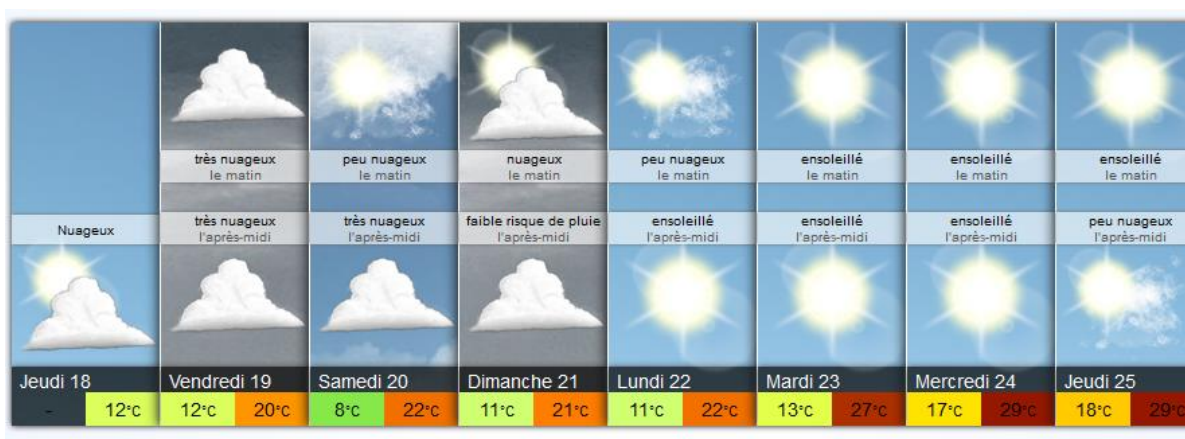 Nuageux
Jeudi 18
- 12°C
très nuageux
le matin
très nuageux
l'après-midi
Vendredi 19
12°C 20°C
peu nuageux
le matin
très nuageux
l'après-midi
Samedi 20
8°C 22°C
nuageux
le matin
faible risque de pluie
l'après-midi
Dimanche 21
11°C 21°C
peu nuageux
le matin
ensoleillé
l'après-midi
Lundi 22
11°C 22°C
ensoleillé
le matin
ensoleillé
l'après-midi
Mardi 23
13°C 27°C
ensoleillé
le matin
ensoleillé
l'après-midi
Mercredi 24
17°C 29°C
ensoleillé
le matin
peu nuageux
l'après-midi
Jeudi 25
18°C 29°C